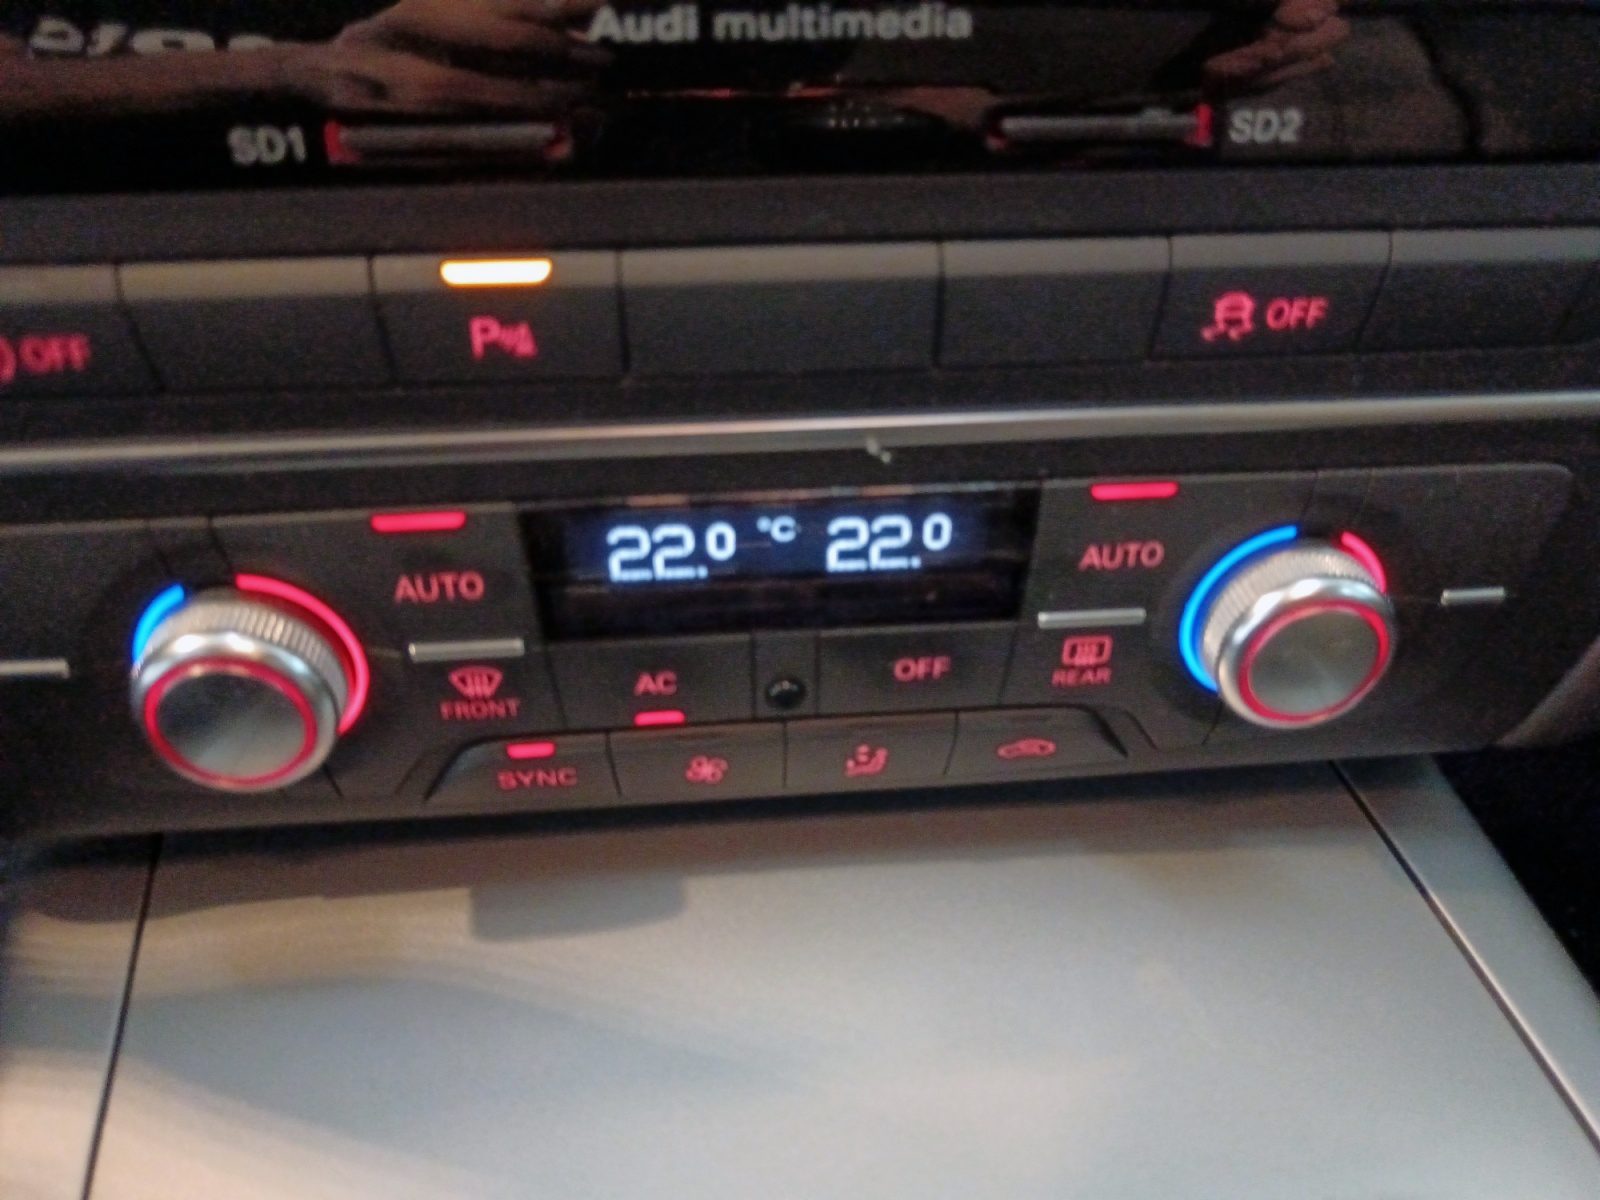 Audi multimedia
SD1
SD2
OFF
P
OFF
AUTO
22.0 °C 22.0
AUTO
FRONT
AC
OFF
REAR
SYNC